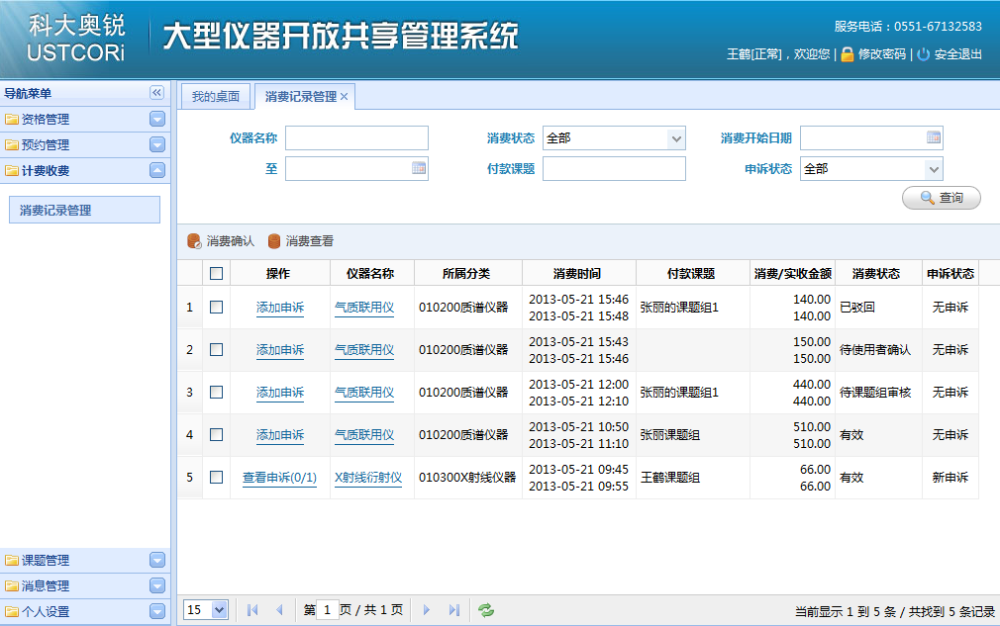 科大奥锐
USTCORi
大型仪器开放共享管理系统
服务电话：0551-67132583
王鹤[正常]，欢迎您 | 修改密码 | 安全退出
导航菜单
资格管理
预约管理
计费收费
消费记录管理
课题管理
消息管理
个人设置
我的桌面 消费记录管理
仪器名称 消费状态 全部 消费开始日期
至 付款课题 申诉状态 全部
查询
消费确认 消费查看
操作 仪器名称 所属分类 消费时间 付款课题 消费/实收金额 消费状态 申诉状态
1 添加申诉 气质联用仪 010200质谱仪器 2013-05-21 15:46 张丽的课题组1 140.00 已驳回 无申诉
2013-05-21 15:48 140.00
2 添加申诉 气质联用仪 010200质谱仪器 2013-05-21 15:43 150.00 待使用者确认 无申诉
2013-05-21 15:46 150.00
3 添加申诉 气质联用仪 010200质谱仪器 2013-05-21 12:00 张丽的课题组1 440.00 待课题组审核 无申诉
2013-05-21 12:10 440.00
4 添加申诉 气质联用仪 010200质谱仪器 2013-05-21 10:50 张丽课题组 510.00 有效 无申诉
2013-05-21 11:10 510.00
5 查看申诉(0/1) X射线衍射仪 010300X射线仪器 2013-05-21 09:45 王鹤课题组 66.00 有效 新申诉
2013-05-21 09:55 66.00
15 第 1 页 / 共 1 页 当前显示 1 到 5 条 / 共找到 5 条记录